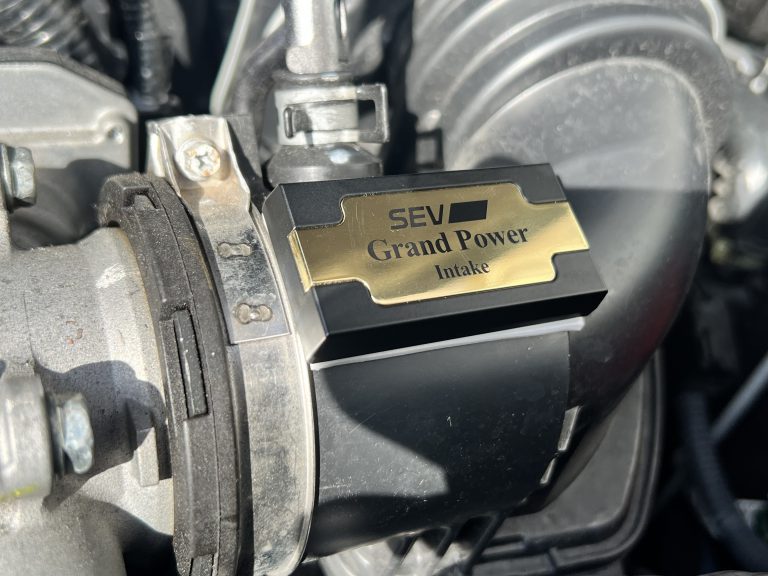 SEV
Grand Power
Intake